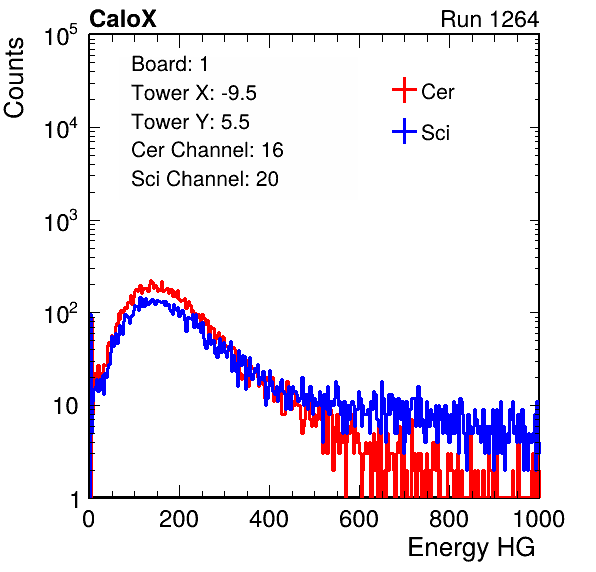 CaloX Run 1264
Counts
10^5
10^4
10^3
10^2
10
1
Board: 1
Tower X: -9.5
Tower Y: 5.5
Cer Channel: 16
Sci Channel: 20
Cer
Sci
0 200 400 600 800 1000
Energy HG